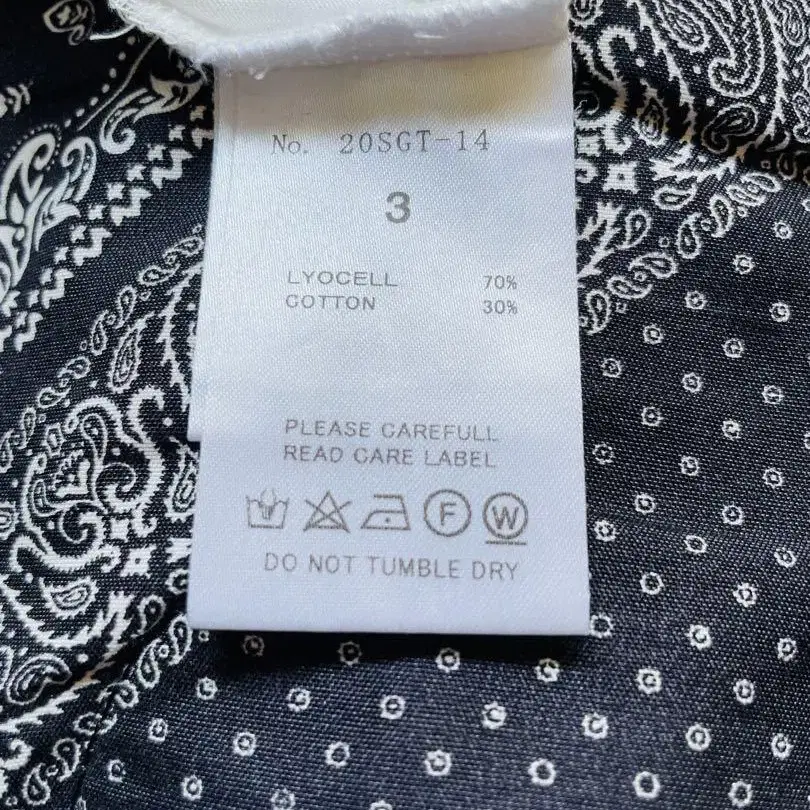 No. 20SGT-14
3
LYOCELL 70%
COTTON 30%
PLEASE CAREFULL
READ CARE LABEL
F W
DO NOT TUMBLE DRY